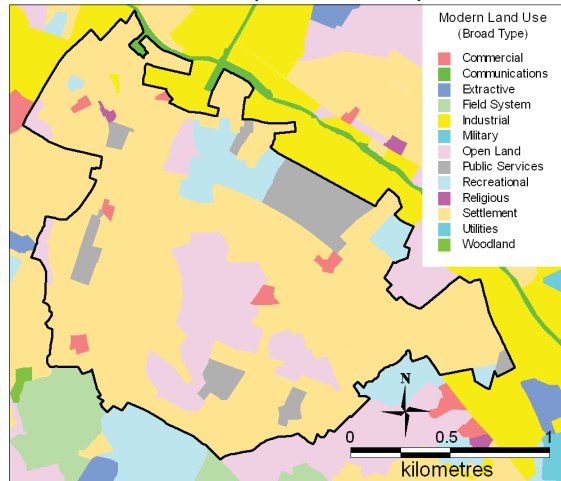 Modern Land Use
(Broad Type)
Commercial
Communications
Extractive
Field System
Industrial
Military
Open Land
Public Services
Recreational
Religious
Settlement
Utilities
Woodland
N
0 0.5 1
kilometres